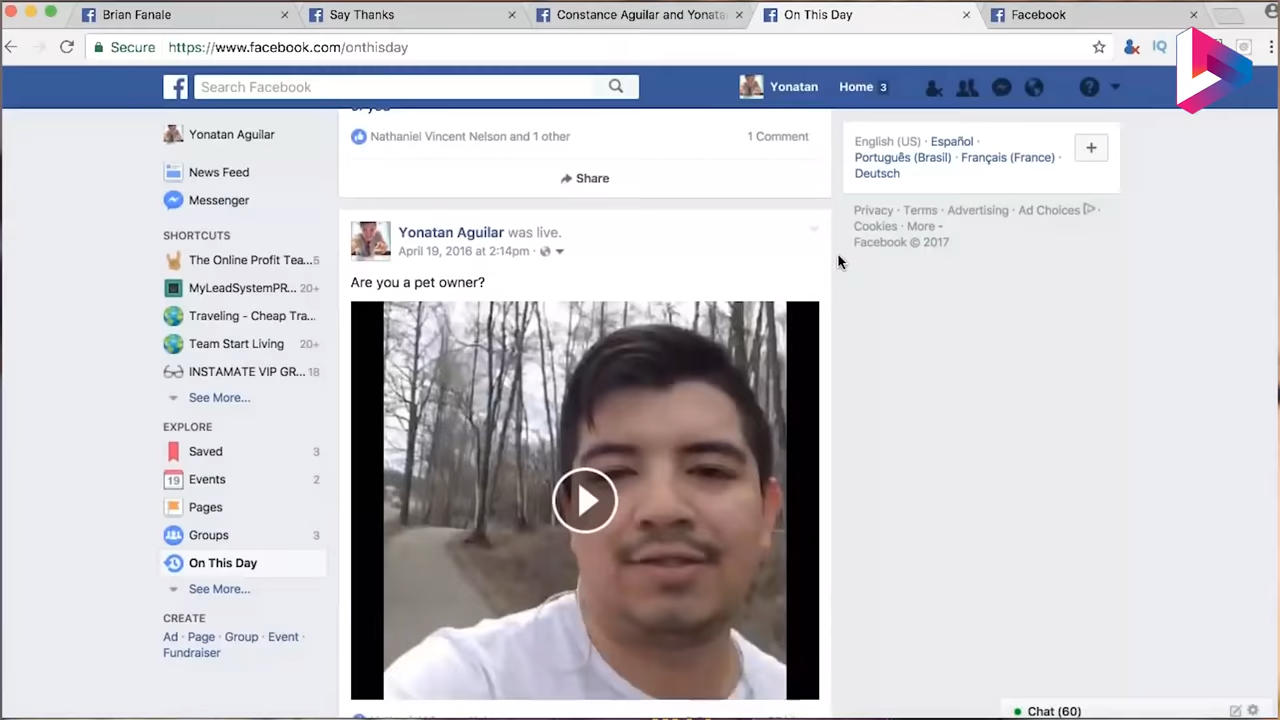 Brian Fanale
Say Thanks
Constance Aguilar and Yonata
On This Day
Facebook
Secure https://www.facebook.com/onthisday
IQ
Search Facebook
Yonatan
Home 3
Yonatan Aguilar
News Feed
Messenger
SHORTCUTS
The Online Profit Tea...5
MyLeadSystemPR... 20+
Traveling - Cheap Tra...
Team Start Living 20+
INSTAMATE VIP GR... 18
See More...
EXPLORE
Saved 3
19 Events 2
Pages
Groups 3
On This Day
See More...
CREATE
Ad · Page · Group · Event ·
Fundraiser
Nathaniel Vincent Nelson and 1 other 1 Comment
Share
Yonatan Aguilar was live.
April 19, 2016 at 2:14pm ·
Are you a pet owner?
English (US) · Español ·
Português (Brasil) · Français (France) ·
Deutsch
Privacy · Terms · Advertising · Ad Choices ·
Cookies · More
Facebook © 2017
Chat (60)